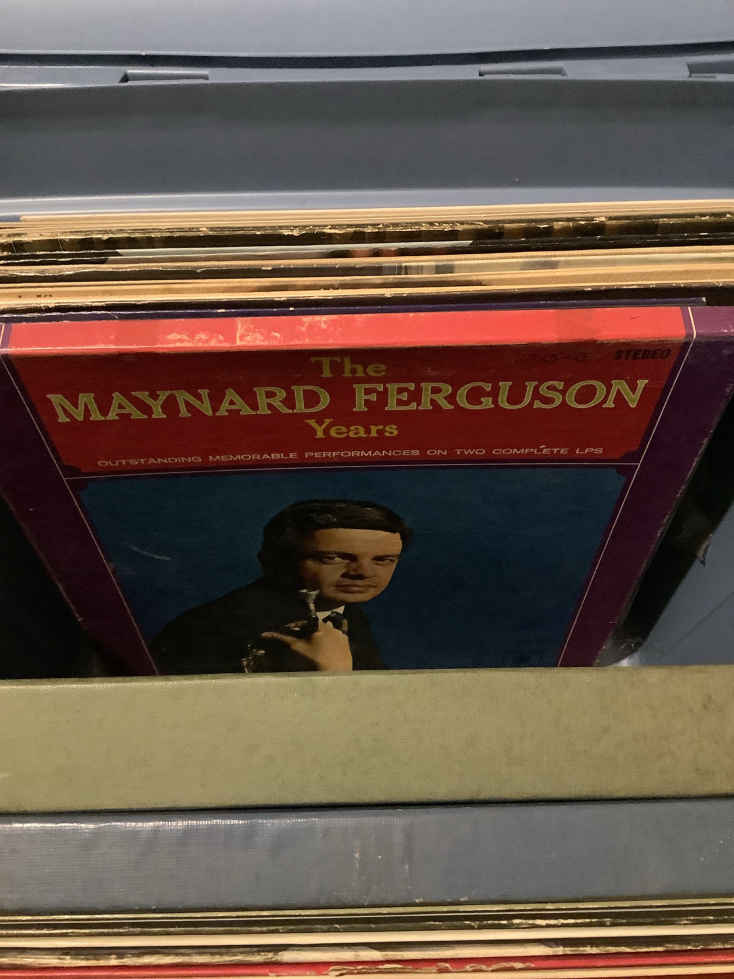 The
STEREO
MAYNARD FERGUSON
Years
OUTSTANDING MEMORABLE PERFORMANCES ON TWO COMPLETE LPS